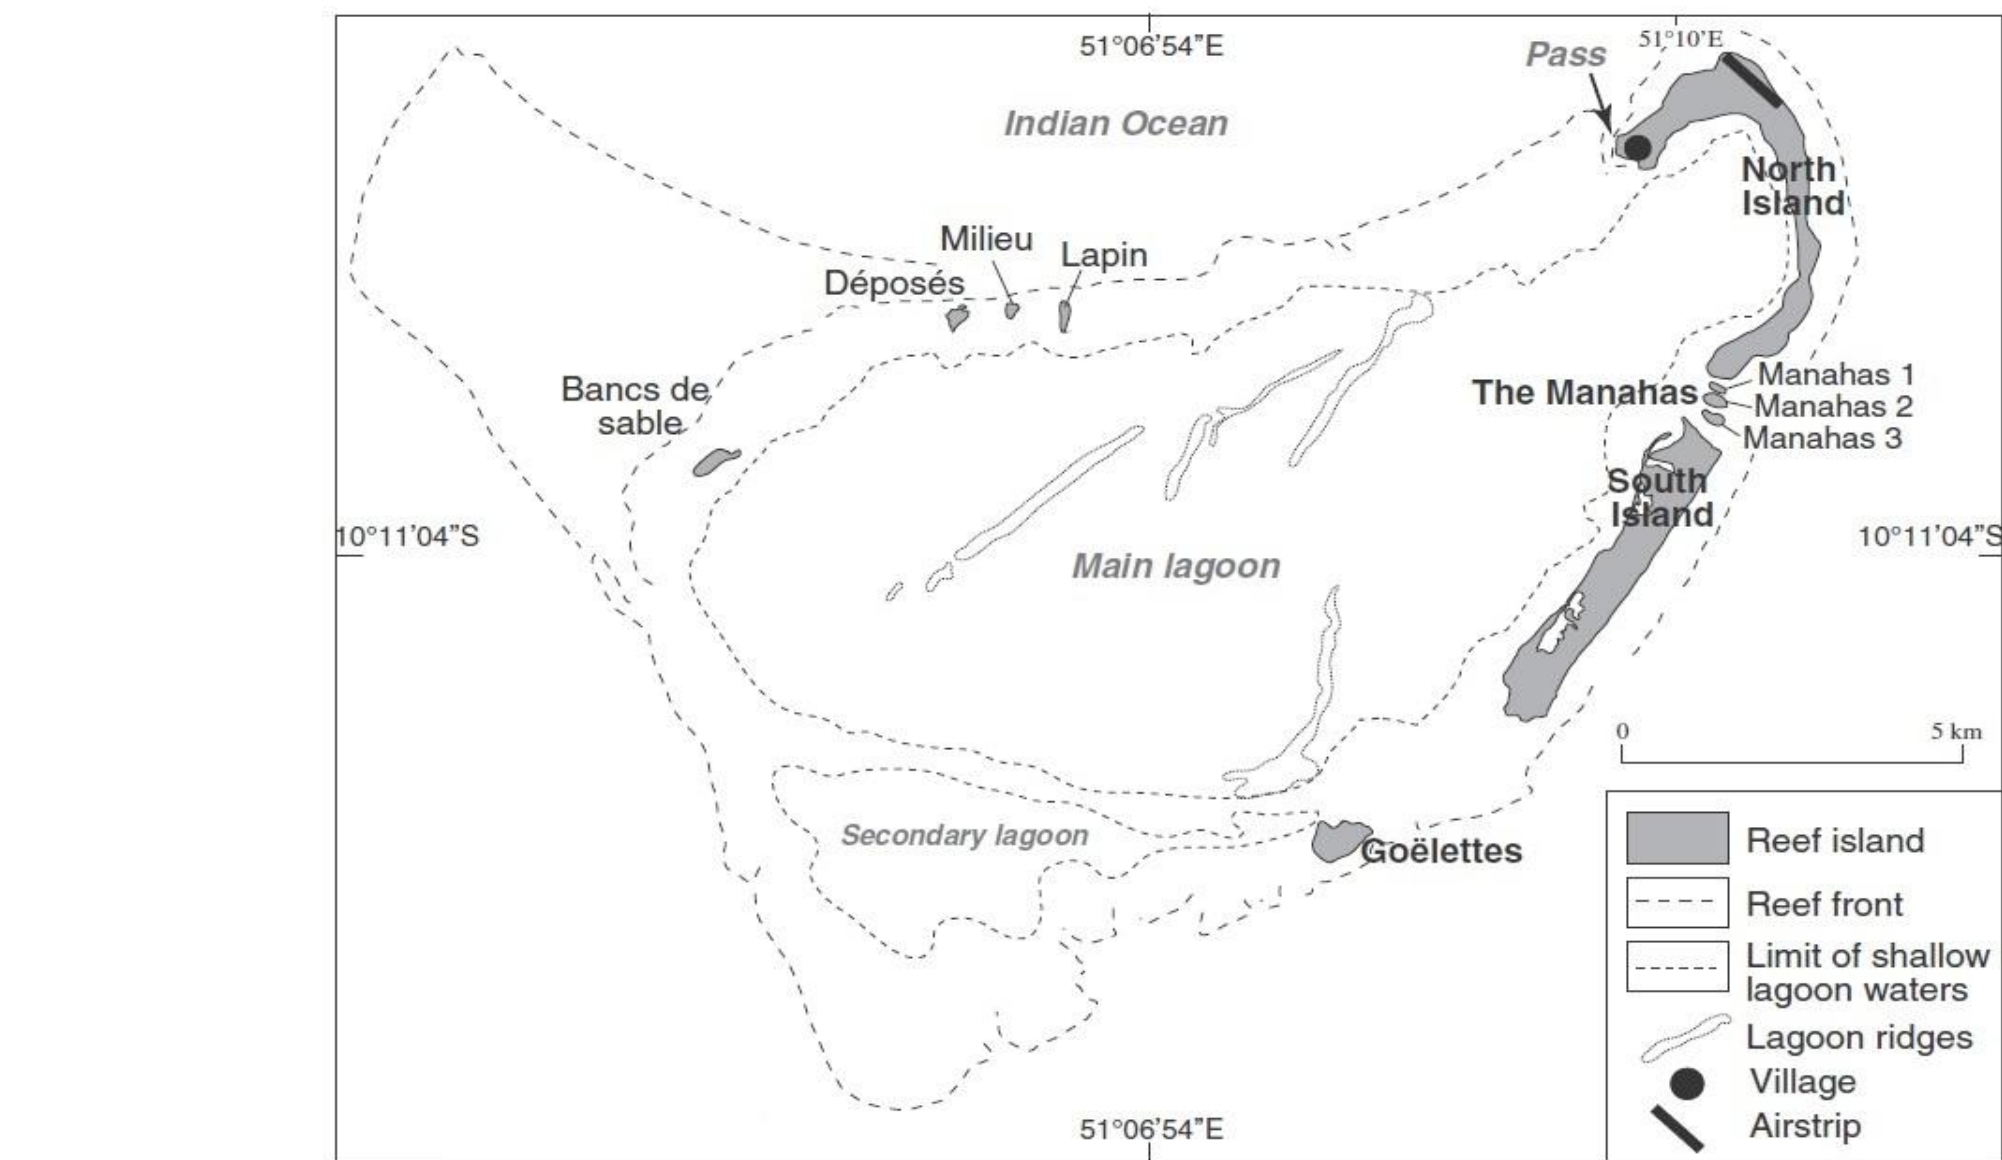 51°06’54”E
51°10’E
Pass
Indian Ocean
North
Island
Milieu
Lapin
Déposés
Bancs de
sable
The Manahas
Manahas 1
Manahas 2
Manahas 3
South
Island
10°11’04”S
10°11’04”S
Main lagoon
0
5 km
Secondary lagoon
Goëlettes
Reef island
Reef front
Limit of shallow
lagoon waters
Lagoon ridges
Village
Airstrip
51°06’54”E